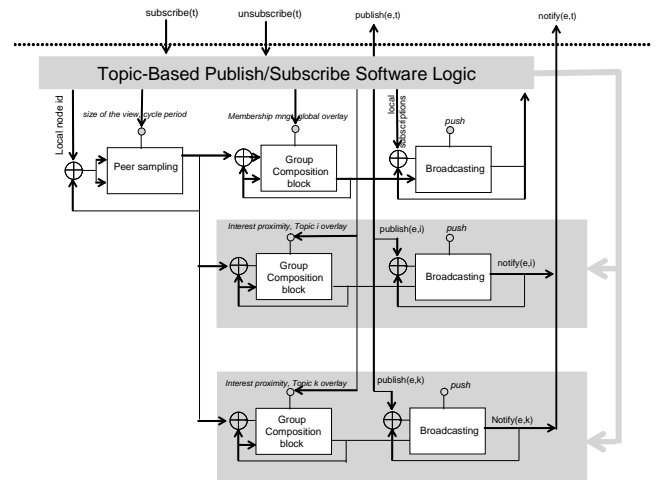 subscribe(t)
unsubscribe(t)
publish(e,t)
notify(e,t)
Topic-Based Publish/Subscribe Software Logic
Local node id
size of the view, cycle period
Membership mngt, global overlay
local
subscriptions
push
Peer sampling
Group
Composition
block
Broadcasting
Interest proximity, Topic i overlay
publish(e,i)
push
Group
Composition
block
Broadcasting
notify(e,i)
Interest proximity, Topic k overlay
publish(e,k)
push
Group
Composition
block
Broadcasting
Notify(e,k)